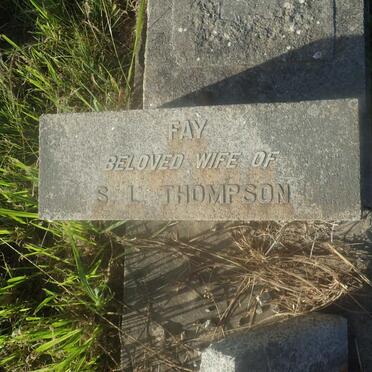 FAY
BELOVED WIFE OF
S. L. THOMPSON